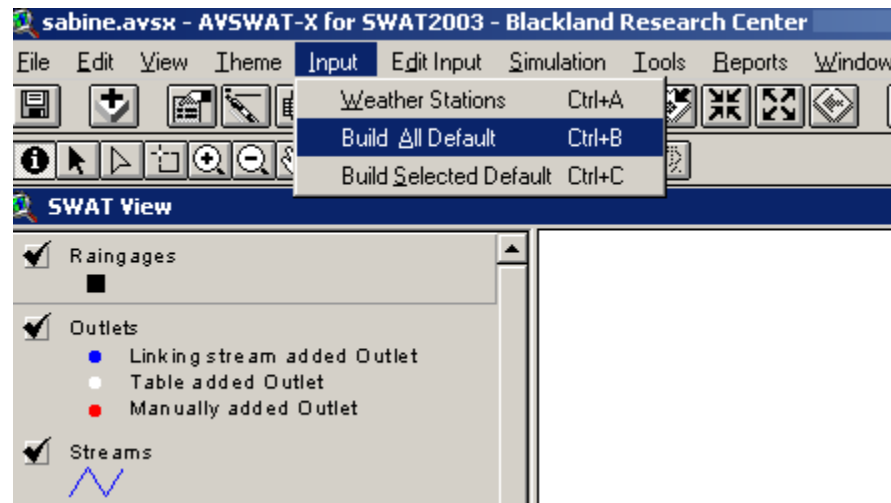 sabine.avsx - AVSWAT-X for SWAT2003 - Blackland Research Center
File Edit View Theme Input Edit Input Simulation Tools Reports Window
Weather Stations Ctrl+A
Build All Default Ctrl+B
Build Selected Default Ctrl+C
SWAT View
Raingages
Outlets
Linking stream added Outlet
Table added Outlet
Manually added Outlet
Streams